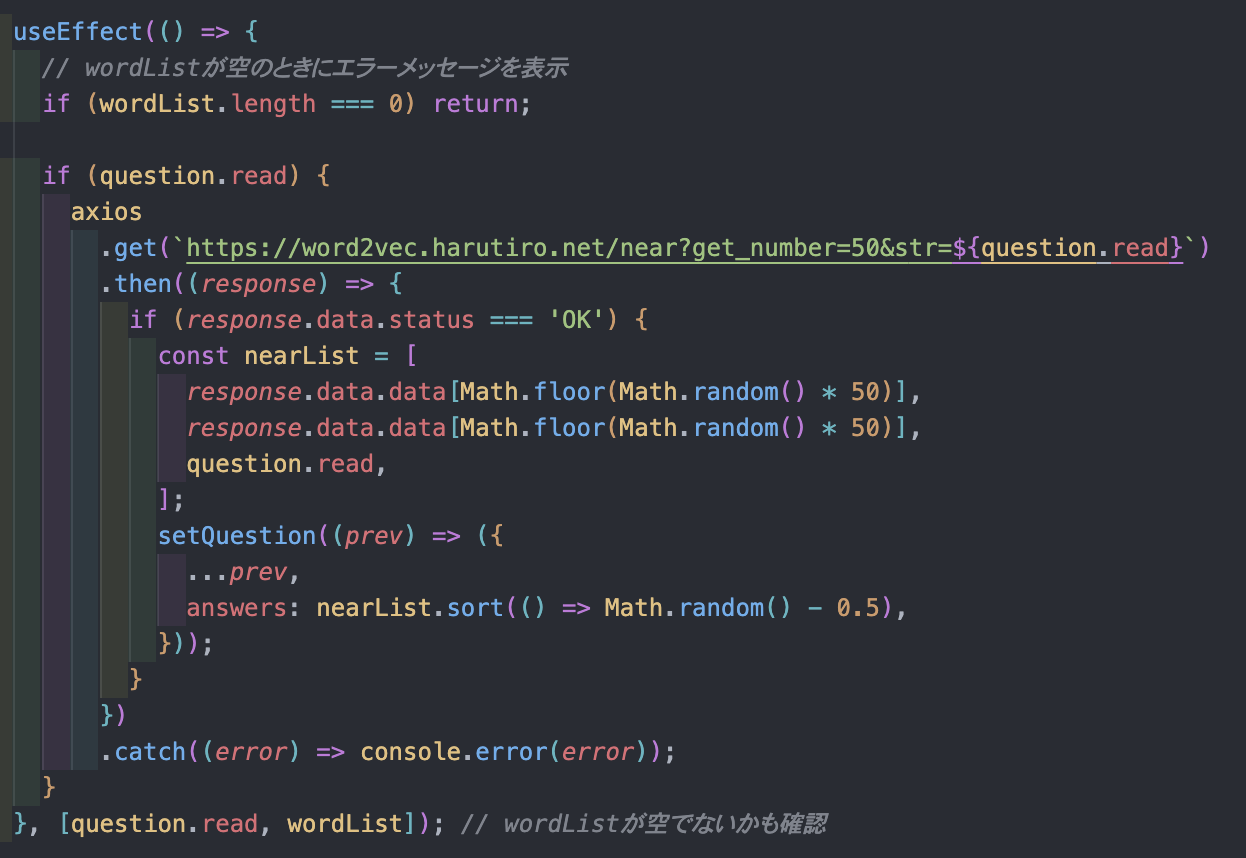 useEffect(() => {
// wordListが空のときにエラーメッセージを表示
if (wordList.length === 0) return;
if (question.read) {
axios
.get(`https://word2vec.harutiro.net/near?get_number=50&str=${question.read}`)
.then((response) => {
if (response.data.status === 'OK') {
const nearList = [
response.data.data[Math.floor(Math.random() * 50)],
response.data.data[Math.floor(Math.random() * 50)],
question.read,
];
setQuestion((prev) => ({
...prev,
answers: nearList.sort(() => Math.random() - 0.5),
}));
}
})
.catch((error) => console.error(error));
}
}, [question.read, wordList]); // wordListが空でないかも確認